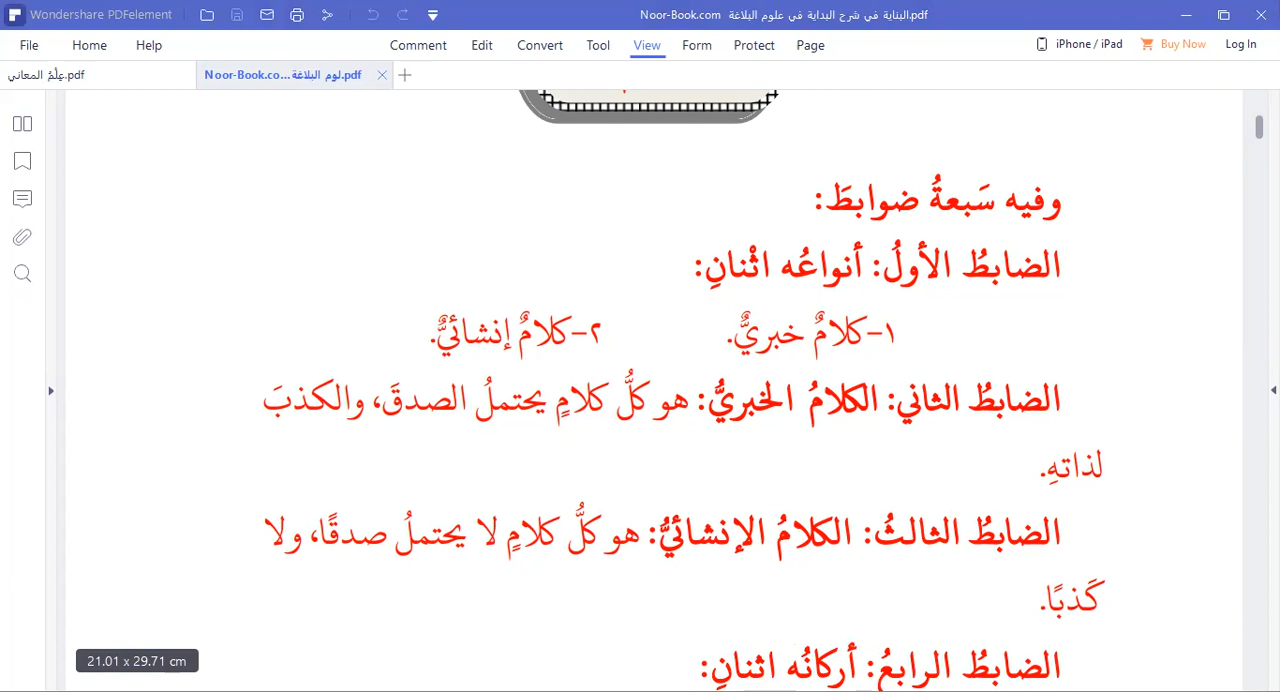 Wondershare PDFelement
البناية في شرح البداية في علوم البلاغة Noor-Book.com.pdf
File Home Help Comment Edit Convert Tool View Form Protect Page iPhone / iPad Buy Now Log In
عِلْمُ المعاني.pdf
Noor-Book.co...لوم البلاغة.pdf
وفيه سَبعةُ ضوابطَ:
الضابطُ الأولُ: أنواعُه اثْنانِ:
١-كلامٌ خبريٌّ. ٢-كلامٌ إنشائيٌّ.
الضابطُ الثاني: الكلامُ الخبريُّ: هو كلُّ كلامٍ يحتملُ الصدقَ، والكذبَ
لذاتهِ.
الضابطُ الثالثُ: الكلامُ الإنشائيُّ: هو كلُّ كلامٍ لا يحتملُ صدقًا، ولا
كَذبًا.
الضابطُ الرابعُ: أركانُه اثنانِ:
21.01 x 29.71 cm